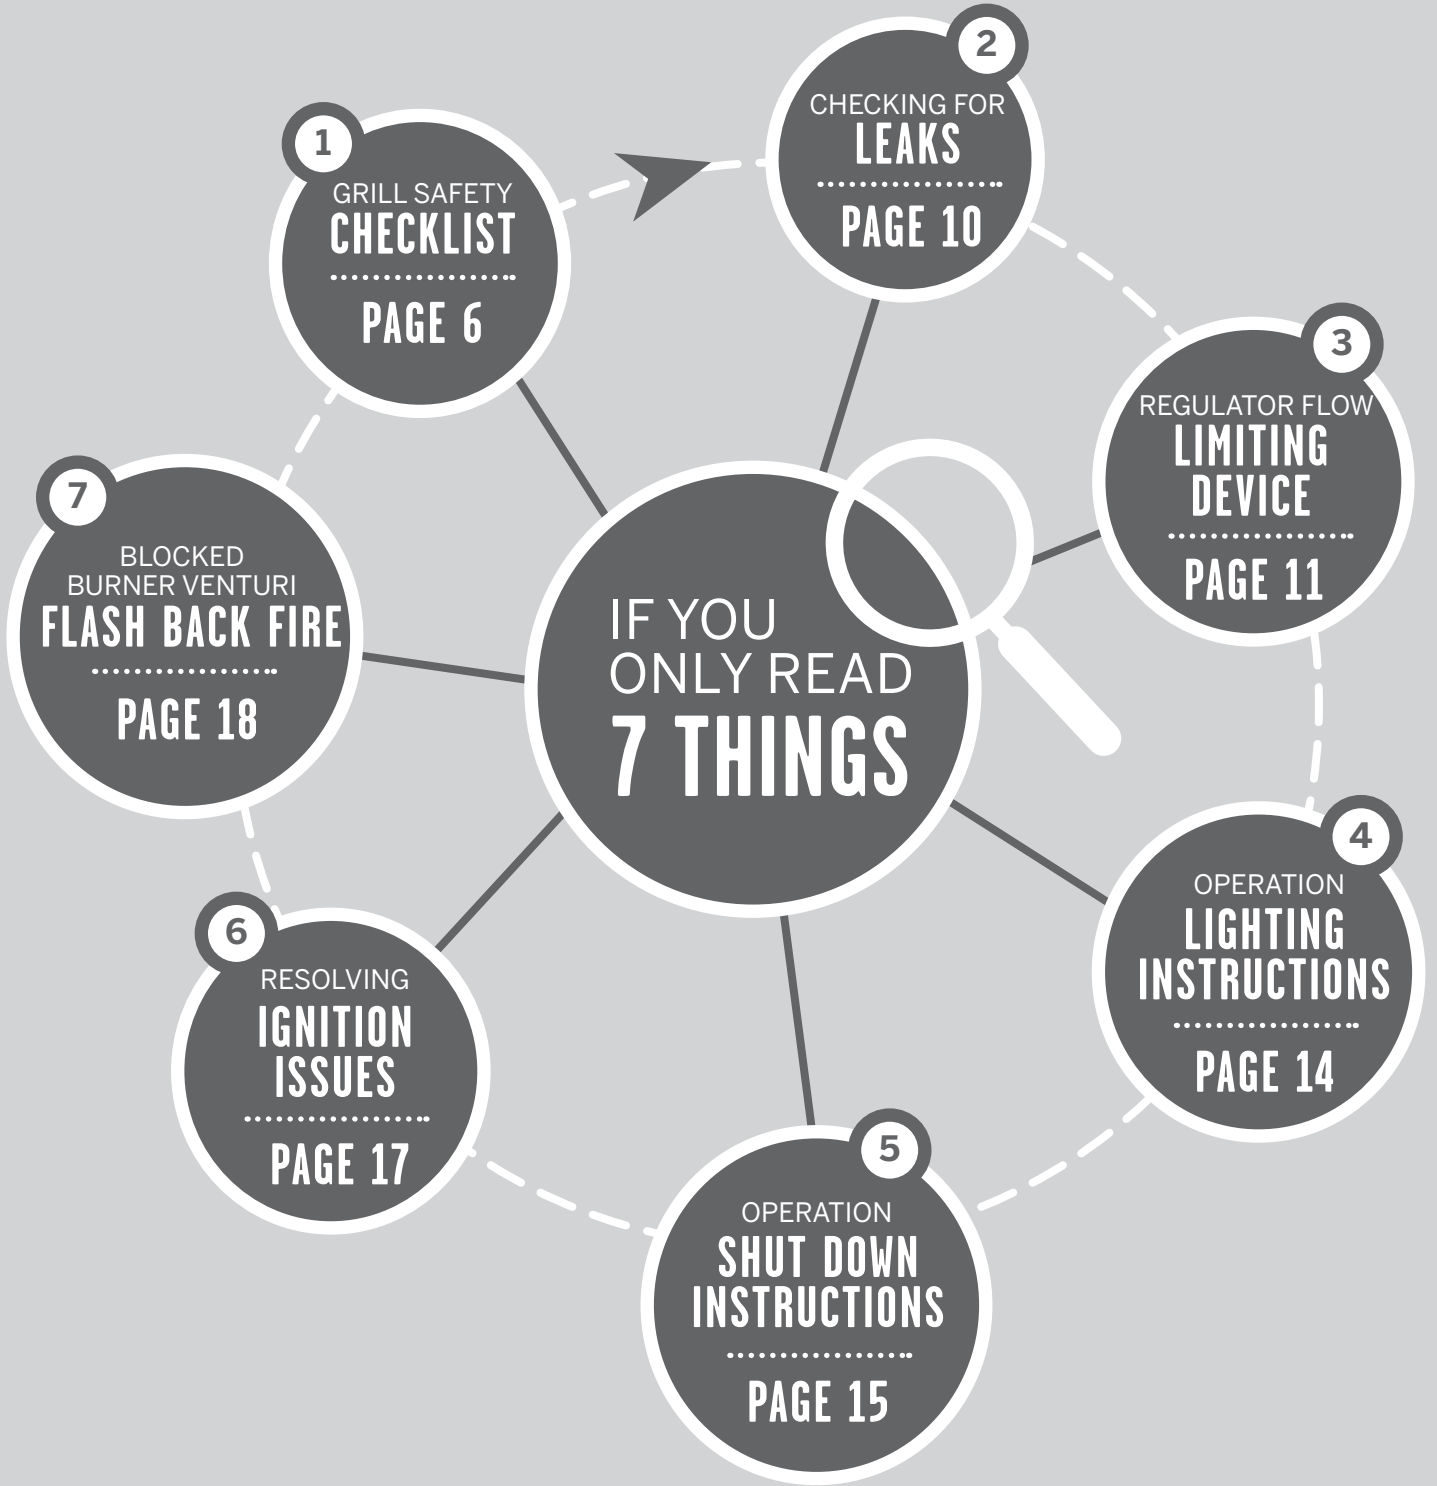 IF YOU
ONLY READ
7 THINGS
1
GRILL SAFETY
CHECKLIST
PAGE 6
2
CHECKING FOR
LEAKS
PAGE 10
3
REGULATOR FLOW
LIMITING
DEVICE
PAGE 11
4
OPERATION
LIGHTING
INSTRUCTIONS
PAGE 14
5
OPERATION
SHUT DOWN
INSTRUCTIONS
PAGE 15
6
RESOLVING
IGNITION
ISSUES
PAGE 17
7
BLOCKED
BURNER VENTURI
FLASH BACK FIRE
PAGE 18